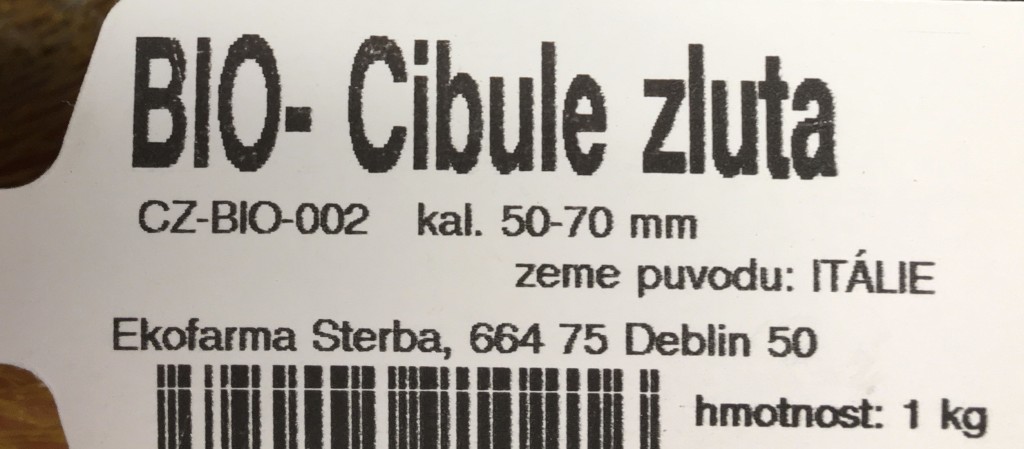 BIO- Cibule zluta
CZ-BIO-002 kal. 50-70 mm
zeme puvodu: ITÁLIE
Ekofarma Sterba, 664 75 Deblin 50
hmotnost: 1 kg